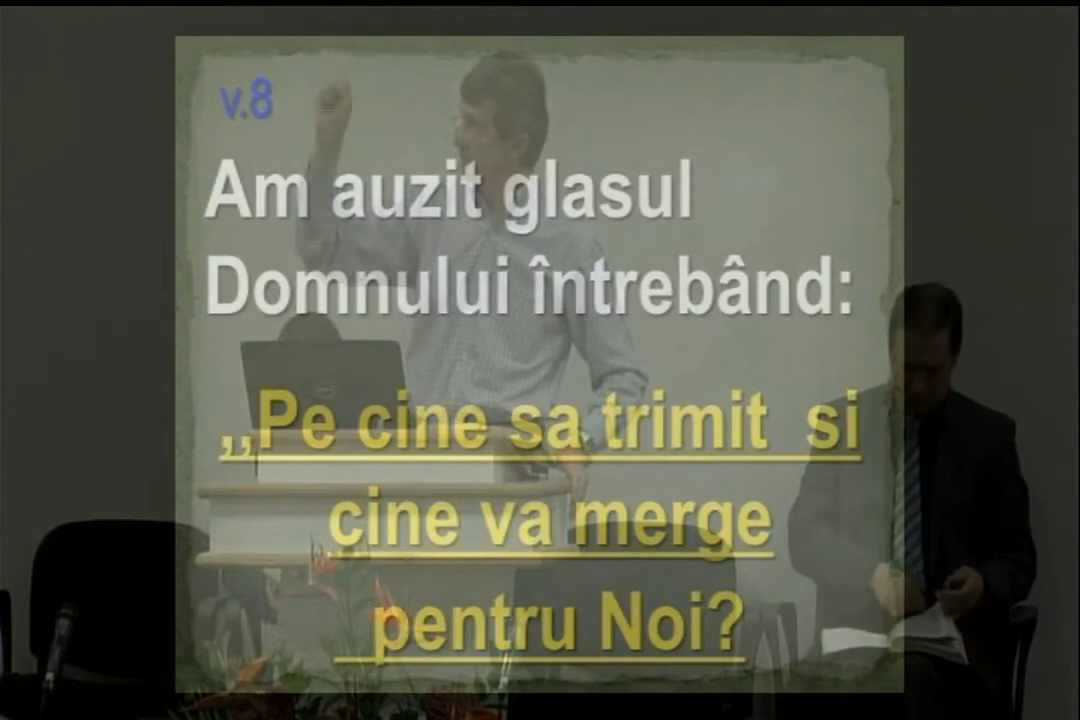 v.8
Am auzit glasul
Domnului întrebând:
,,Pe cine sa trimit si
cine va merge
pentru Noi?